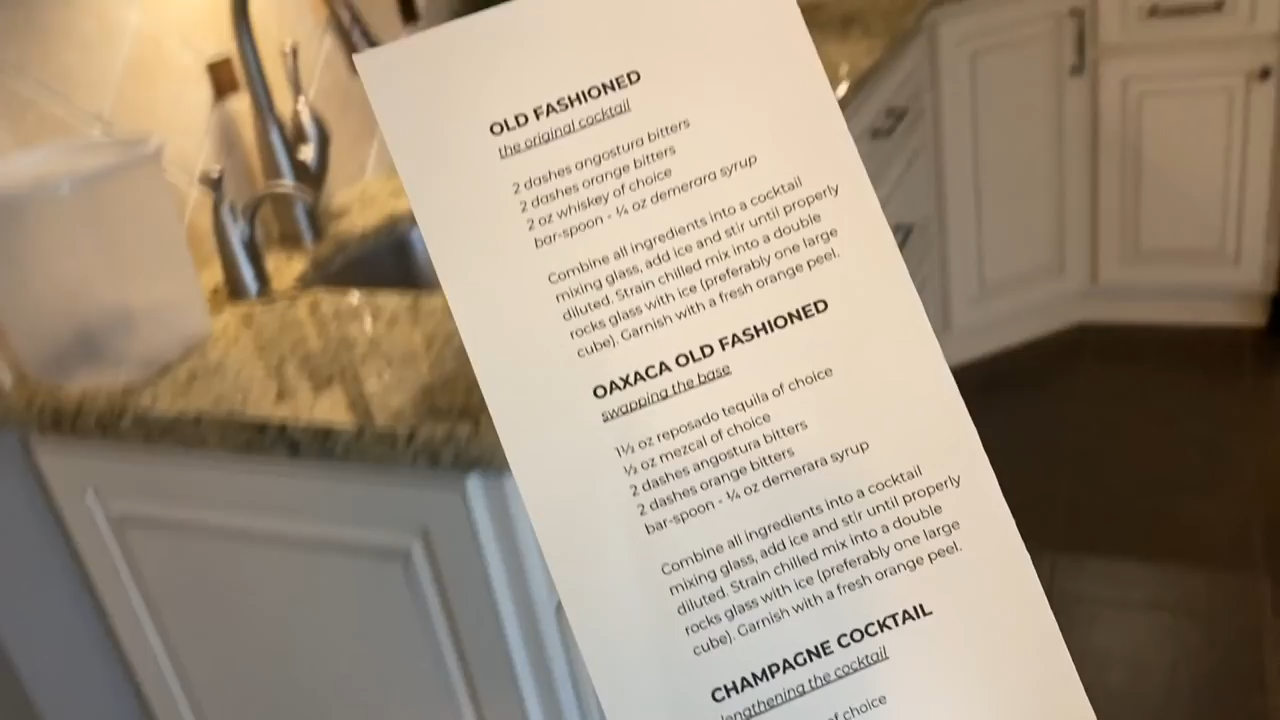 OLD FASHIONED
the original cocktail
2 dashes angostura bitters
2 dashes orange bitters
2 oz whiskey of choice
bar-spoon - ¼ oz demerara syrup
Combine all ingredients into a cocktail
mixing glass, add ice and stir until properly
diluted. Strain chilled mix into a double
rocks glass with ice (preferably one large
cube). Garnish with a fresh orange peel.
OAXACA OLD FASHIONED
swapping the base
1½ oz reposado tequila of choice
½ oz mezcal of choice
2 dashes angostura bitters
2 dashes orange bitters
bar-spoon - ¼ oz demerara syrup
Combine all ingredients into a cocktail
mixing glass, add ice and stir until properly
diluted. Strain chilled mix into a double
rocks glass with ice (preferably one large
cube). Garnish with a fresh orange peel.
CHAMPAGNE COCKTAIL
lengthening the cocktail
of choice